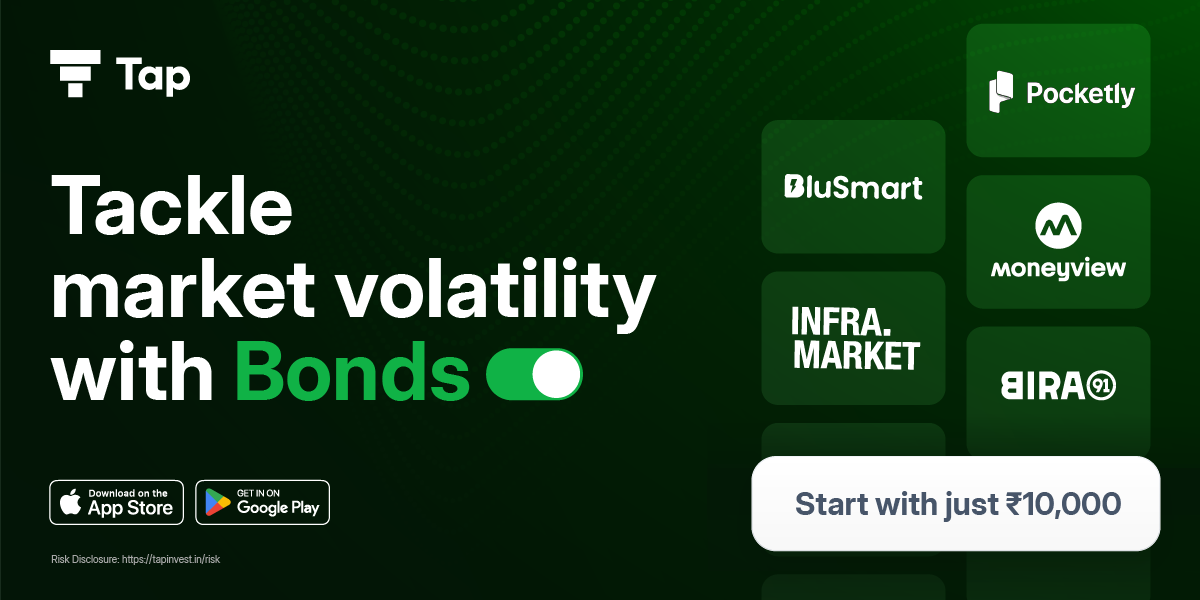 Tap
Tackle
market volatility
with Bonds
Download on the
App Store
GET IN ON
Google Play
Risk Disclosure: https://tapinvest.in/risk
Pocketly
BluSmart
moneyview
INFRA.
MARKET
BIRA 91
Start with just ₹10,000